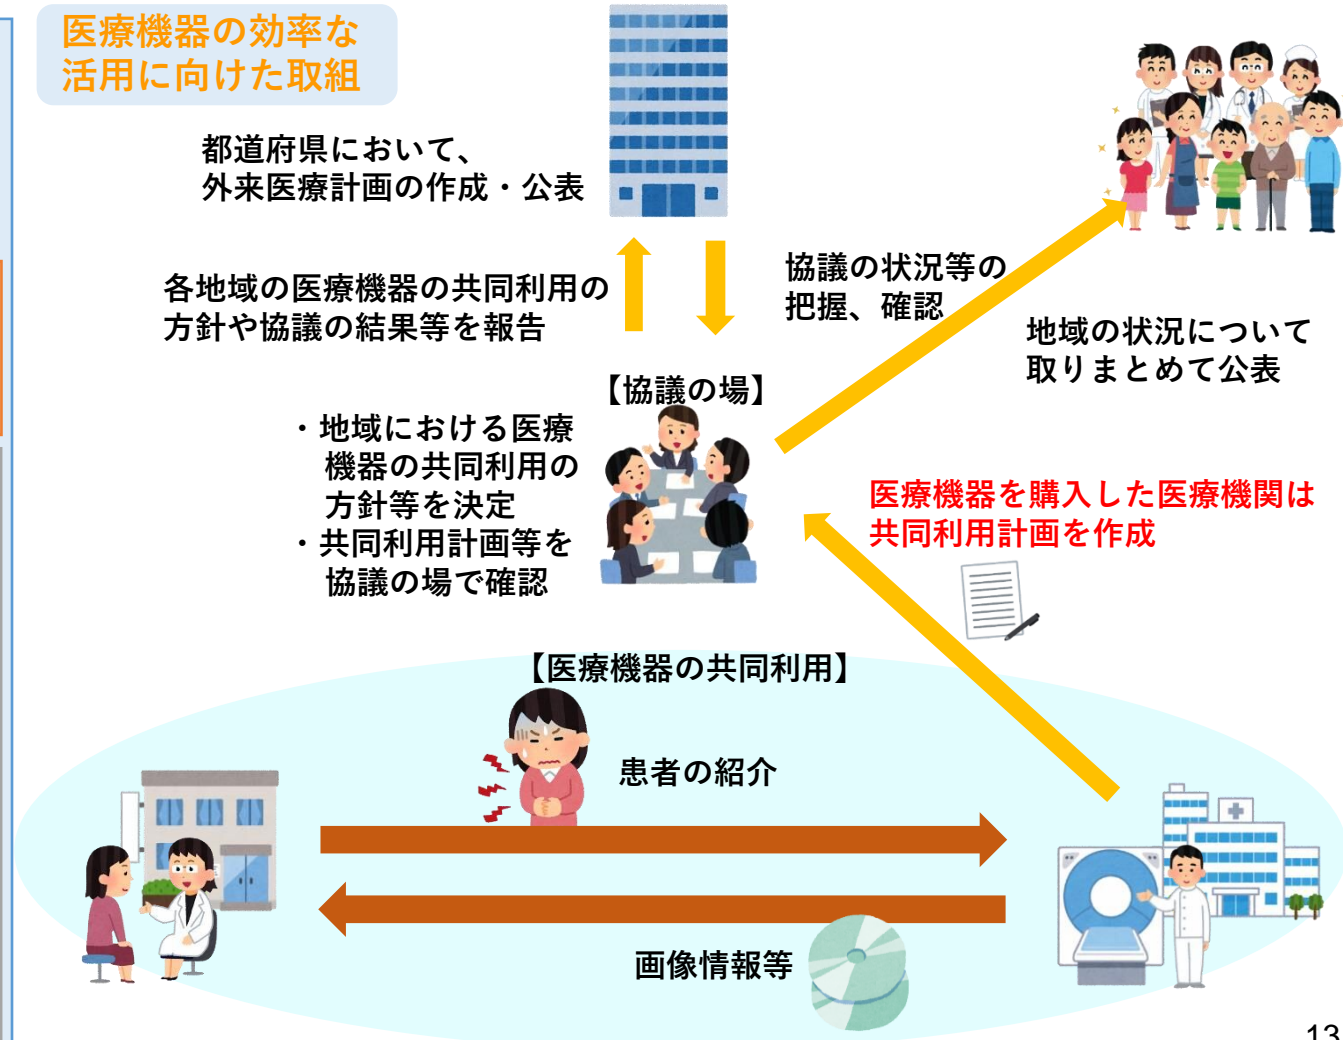 医療機器の効率な
活用に向けた取組
都道府県において、
外来医療計画の作成・公表
各地域の医療機器の共同利用の
方針や協議の結果等を報告
協議の状況等の
把握、確認
地域の状況について
取りまとめて公表
【協議の場】
・地域における医療
機器の共同利用の
方針等を決定
・共同利用計画等を
協議の場で確認
医療機器を購入した医療機関は
共同利用計画を作成
【医療機器の共同利用】
患者の紹介
画像情報等
13